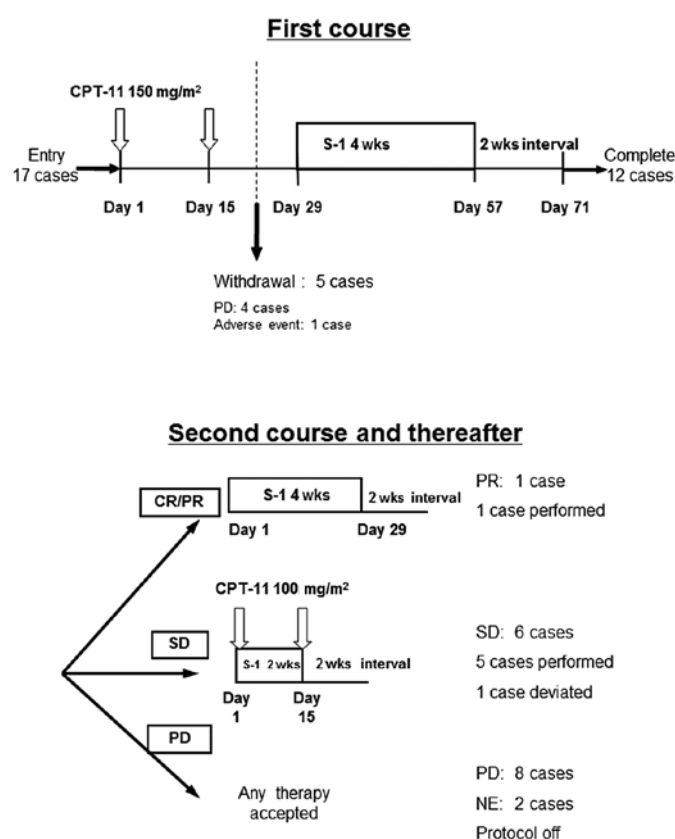 First course
CPT-11 150 mg/m²
Entry
17 cases
S-1 4 wks
2 wks interval
Complete
12 cases
Day 1
Day 15
Day 29
Day 57
Day 71
Withdrawal : 5 cases
PD: 4 cases
Adverse event: 1 case
Second course and thereafter
CR/PR
S-1 4 wks
2 wks interval
Day 1
Day 29
PR: 1 case
1 case performed
CPT-11 100 mg/m²
SD
S-1 2 wks
2 wks interval
Day
1
Day
15
SD: 6 cases
5 cases performed
1 case deviated
PD
Any therapy
accepted
PD: 8 cases
NE: 2 cases
Protocol off